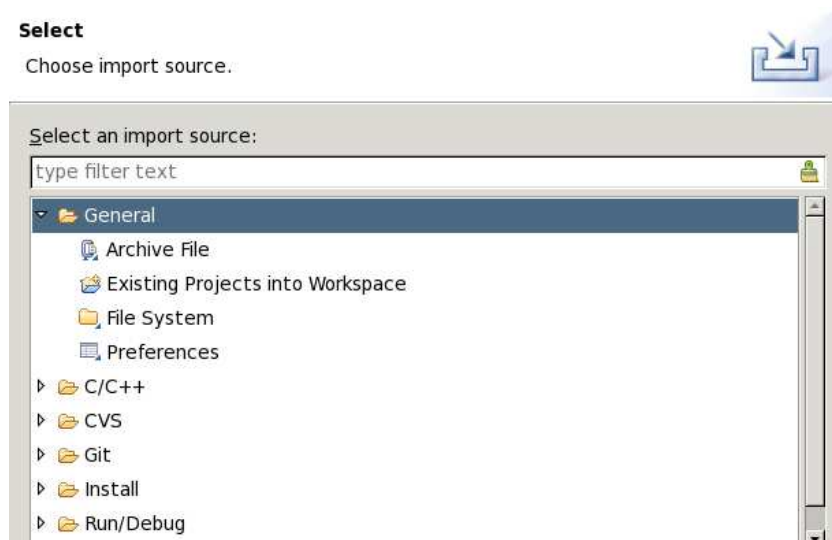 Select
Choose import source.
Select an import source:
type filter text
General
Archive File
Existing Projects into Workspace
File System
Preferences
C/C++
CVS
Git
Install
Run/Debug